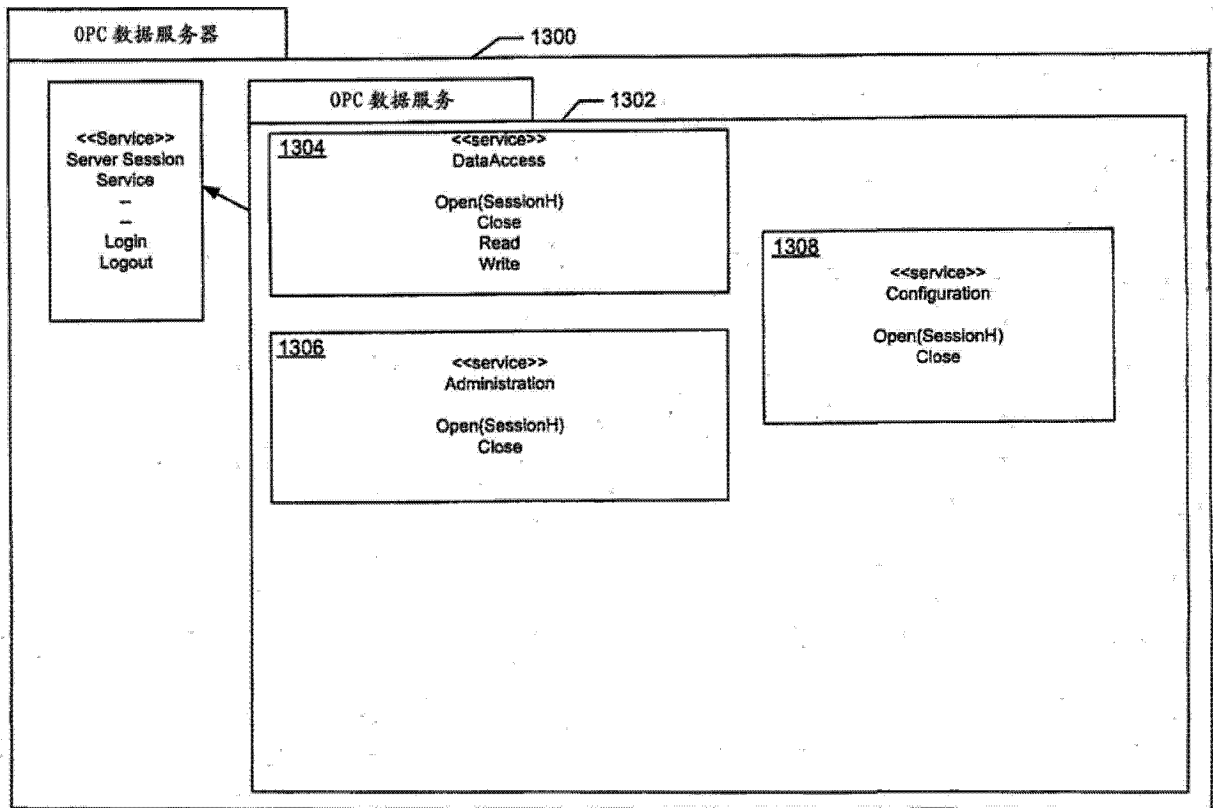 OPC 数据服务器
1300
<<Service>>
Server Session
Service
–
–
Login
Logout
OPC 数据服务
1302
1304
<<service>>
DataAccess
Open(SessionH)
Close
Read
Write
1306
<<service>>
Administration
Open(SessionH)
Close
1308
<<service>>
Configuration
Open(SessionH)
Close